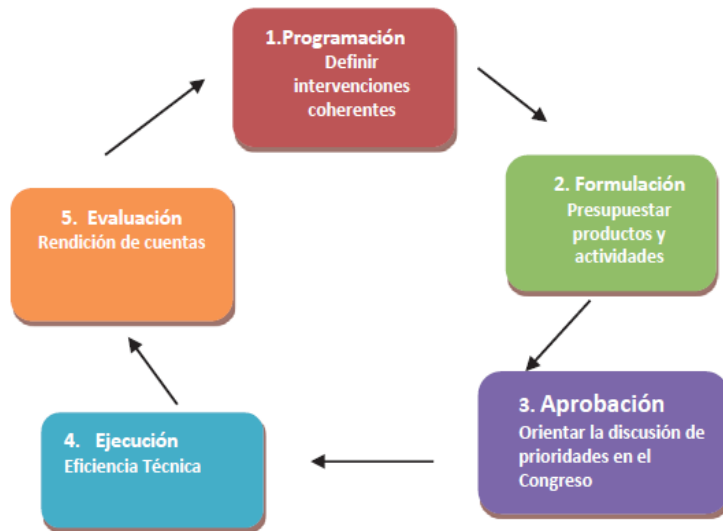 1.Programación
Definir
intervenciones
coherentes
2. Formulación
Presupuestar
productos y
actividades
3. Aprobación
Orientar la discusión de
prioridades en el
Congreso
4. Ejecución
Eficiencia Técnica
5. Evaluación
Rendición de cuentas